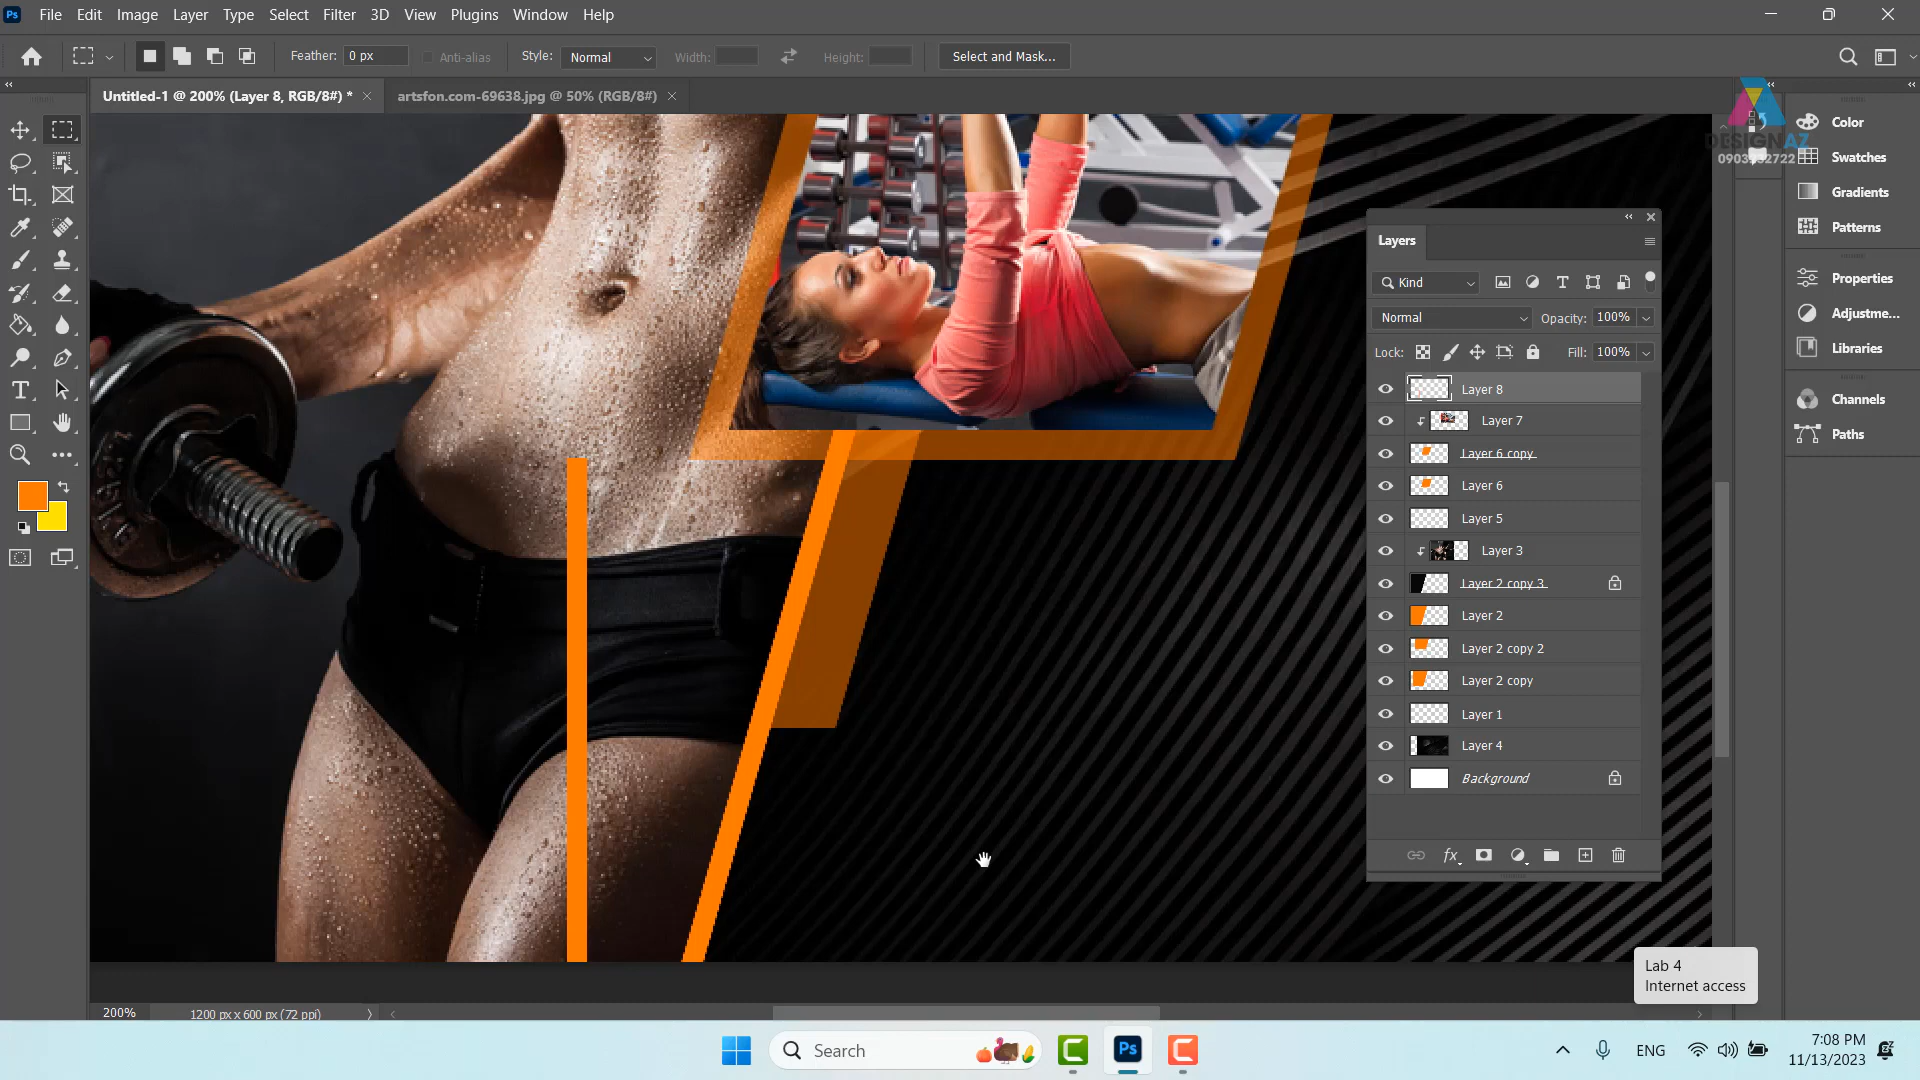 Ps File Edit Image Layer Type Select Filter 3D View Plugins Window Help
Feather: 0 px Anti-alias Style: Normal Width: Height: Select and Mask...
Untitled-1 @ 200% (Layer 8, RGB/8#) * artsfon.com-69638.jpg @ 50% (RGB/8#)
DESIGN AZ
Color
Swatches
Gradients
Patterns
Properties
Adjustme...
Libraries
Channels
Paths
Layers
Kind
Normal Opacity: 100%
Lock: Fill: 100%
Layer 8
Layer 7
Layer 6 copy
Layer 6
Layer 5
Layer 3
Layer 2 copy 3
Layer 2
Layer 2 copy 2
Layer 2 copy
Layer 1
Layer 4
Background
fx
Lab 4
Internet access
200% 1200 px x 600 px (72 ppi)
Search
Ps
ENG
7:08 PM
11/13/2023